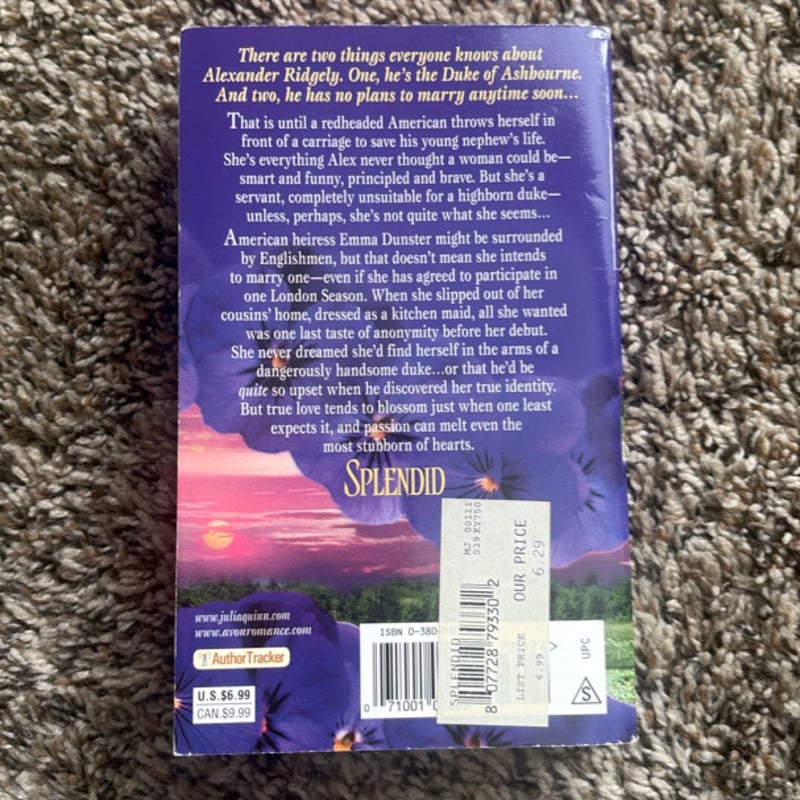 There are two things everyone knows about
Alexander Ridgely. One, he's the Duke of Ashbourne.
And two, he has no plans to marry anytime soon...
That is until a redheaded American throws herself in
front of a carriage to save his young nephew's life.
She's everything Alex never thought a woman could be—
smart and funny, principled and brave. But she's a
servant, completely unsuitable for a highborn duke—
unless, perhaps, she's not quite what she seems...
American heiress Emma Dunster might be surrounded
by Englishmen, but that doesn't mean she intends
to marry one—even if she has agreed to participate in
one London Season. When she slipped out of her
cousins' home, dressed as a kitchen maid, all she wanted
was one last taste of anonymity before her debut.
She never dreamed she'd find herself in the arms of a
dangerously handsome duke...or that he'd be
quite so upset when he discovered her true identity.
But true love tends to blossom just when one least
expects it, and passion can melt even the
most stubborn of hearts.
SPLENDID
www.juliaquinn.com
www.avonromance.com
AuthorTracker
U.S.$6.99
CAN.$9.99
ISBN 0-380-
0 71001 0
SPLENDID
8 07728 79330 2
LIST PRICE
6.99
OUR PRICE
6.29
UPC
S